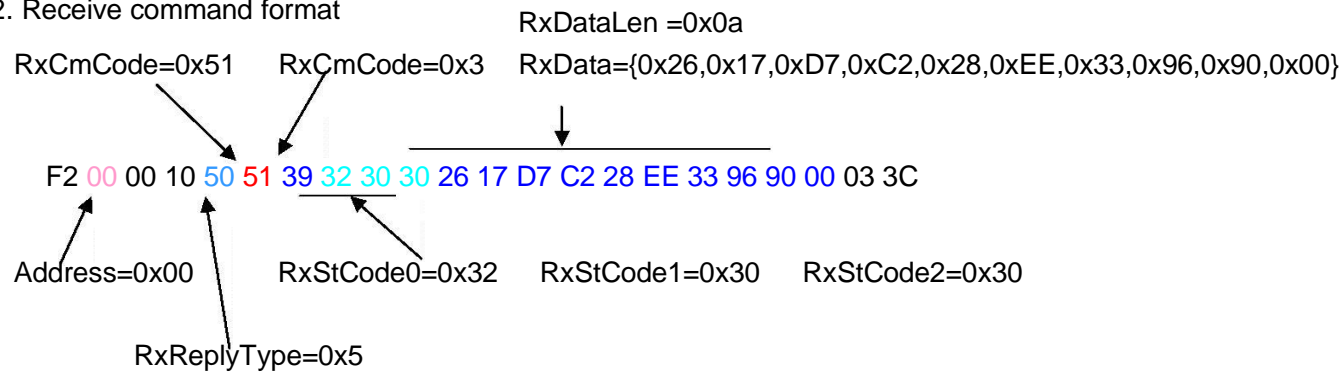 2. Receive command format
RxDataLen =0x0a
RxCmCode=0x51 RxCmCode=0x3 RxData={0x26,0x17,0xD7,0xC2,0x28,0xEE,0x33,0x96,0x90,0x00}
F2 00 00 10 50 51 39 32 30 30 26 17 D7 C2 28 EE 33 96 90 00 03 3C
Address=0x00 RxStCode0=0x32 RxStCode1=0x30 RxStCode2=0x30
RxReplyType=0x5